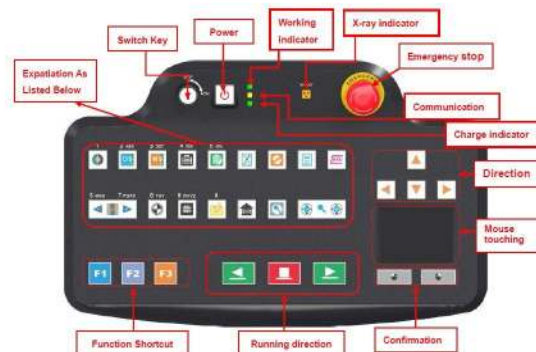 Working
indicator
X-ray indicator
Switch Key
Power
Emergency stop
Expatiation As
Listed Below
Communication
Charge indicator
Direction
Mouse
touching
F1 F2 F3
Function Shortcut
Running direction
Confirmation